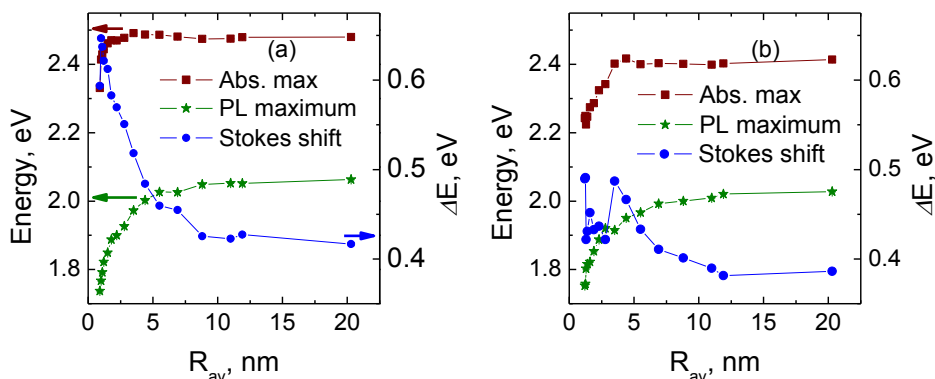 (a)
Abs. max
PL maximum
Stokes shift
Energy, eV
2.4
2.2
2.0
1.8
ΔE, eV
0.6
0.5
0.4
0 5 10 15 20
R_av, nm
(b)
Abs. max
PL maximum
Stokes shift
Energy, eV
2.4
2.2
2.0
1.8
ΔE, eV
0.6
0.5
0.4
0 5 10 15 20
R_av, nm